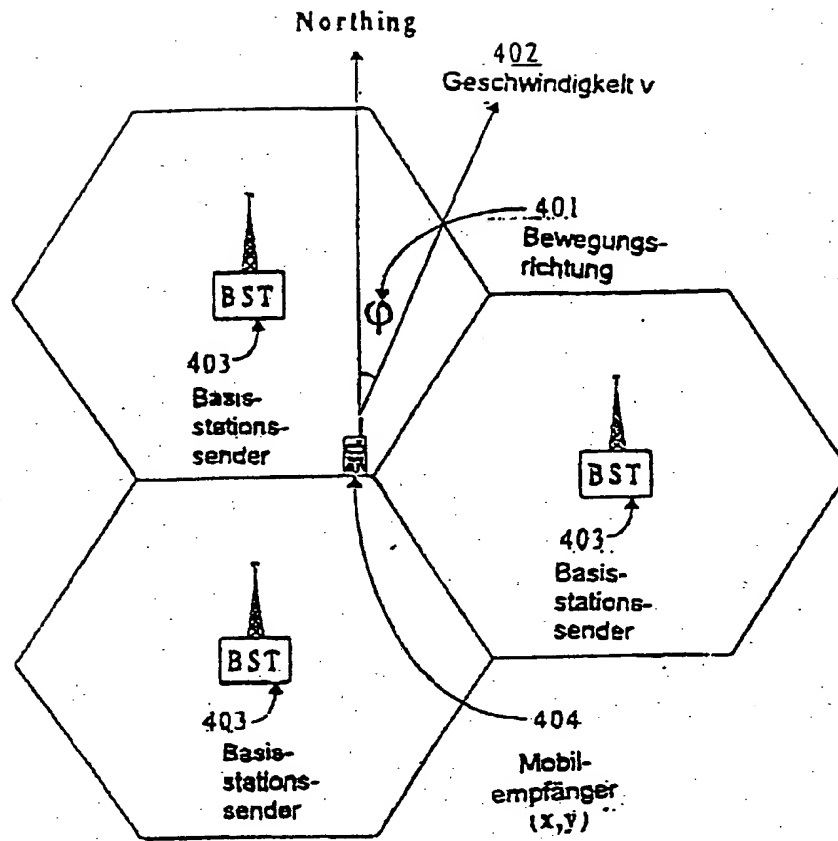 Northing
402
Geschwindigkeit v
401
Bewegungs-
richtung
φ
BST
403
Basis-
stations-
sender
BST
403
Basis-
stations-
sender
BST
403
Basis-
stations-
sender
404
Mobil-
empfänger
(x,y)